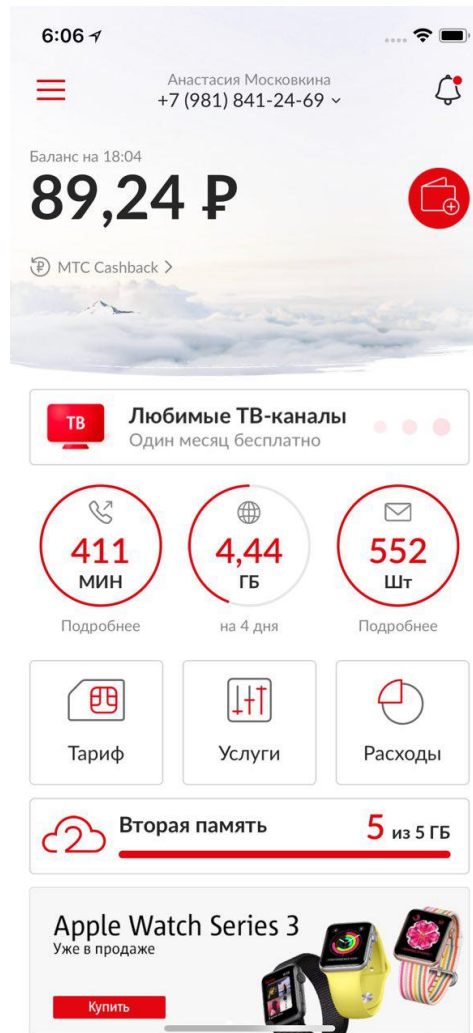 6:06
Анастасия Московкина
+7 (981) 841-24-69
Баланс на 18:04
89,24 ₽
МТС Cashback >
ТВ
Любимые ТВ-каналы
Один месяц бесплатно
411 4,44 552
МИН ГБ Шт
Подробнее на 4 дня Подробнее
Тариф Услуги Расходы
2 Вторая память 5 из 5 ГБ
Apple Watch Series 3
Уже в продаже
Купить